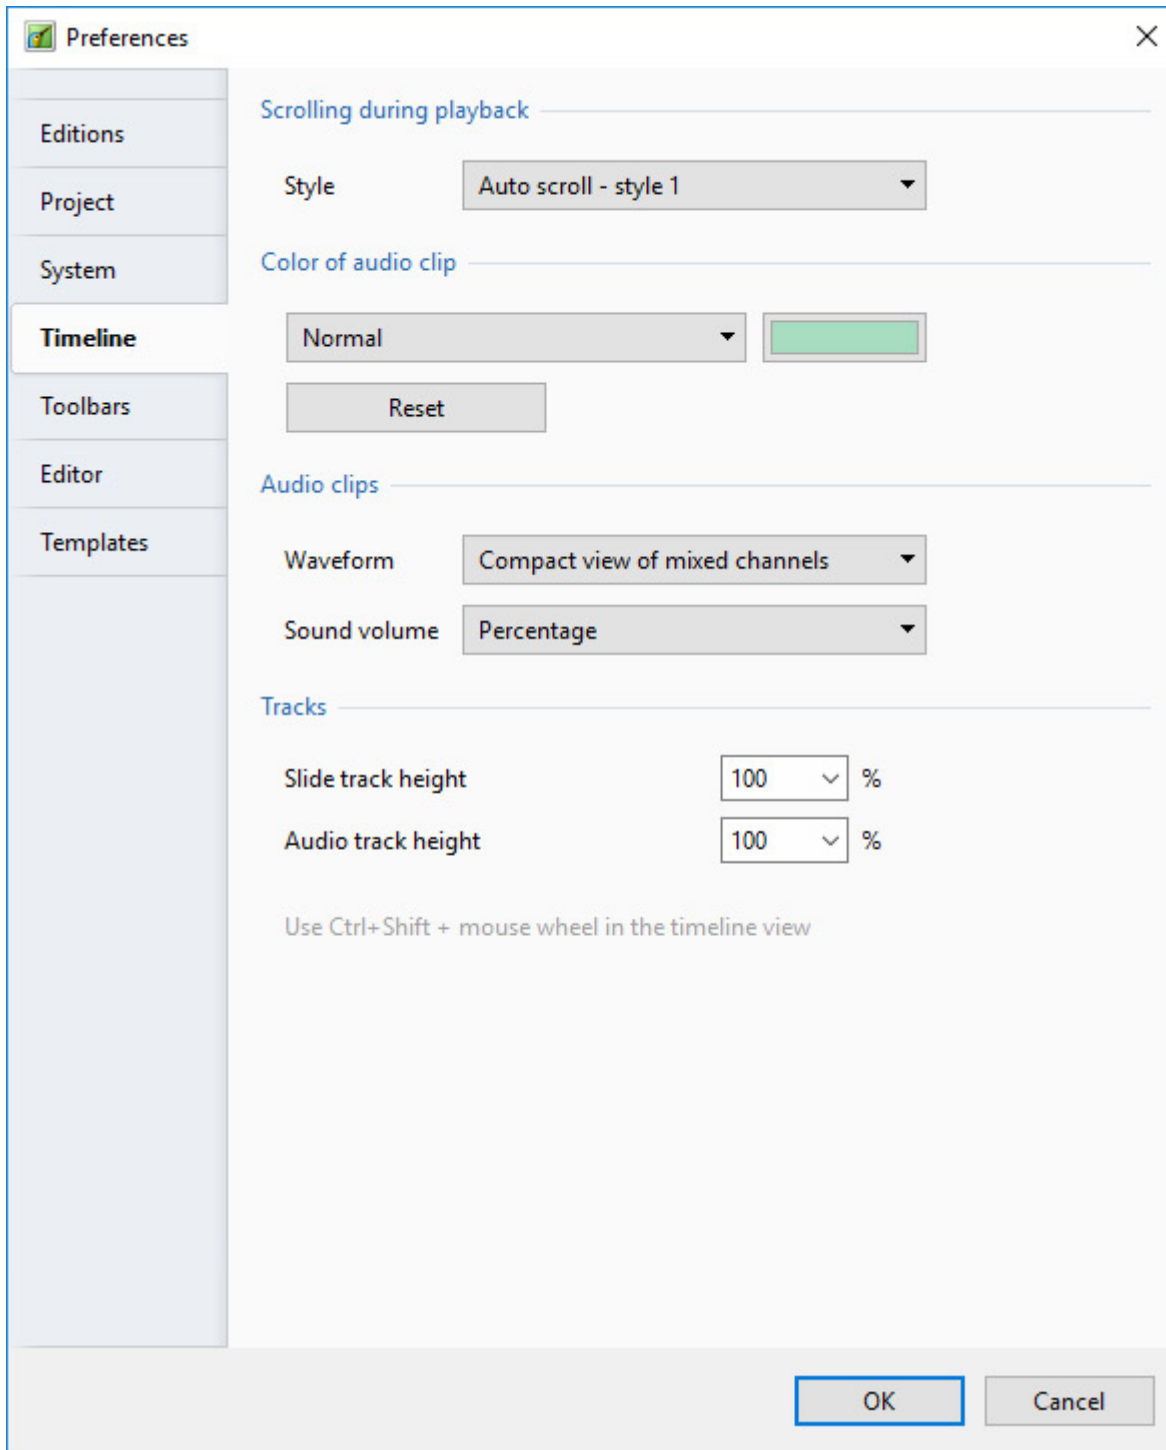 Preferences
Editions
Project
System
Timeline
Toolbars
Editor
Templates
Scrolling during playback
Style Auto scroll - style 1
Color of audio clip
Normal
Reset
Audio clips
Waveform Compact view of mixed channels
Sound volume Percentage
Tracks
Slide track height 100 %
Audio track height 100 %
Use Ctrl+Shift + mouse wheel in the timeline view
OK Cancel